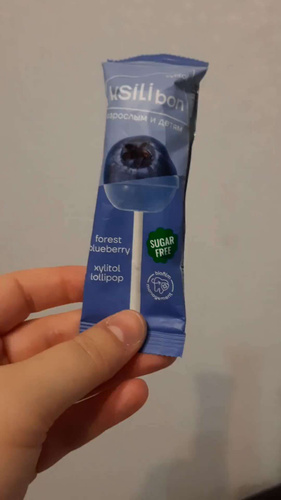 ksilibon
взрослым и детям
forest
blueberry
SUGAR
FREE
xylitol
lollipop